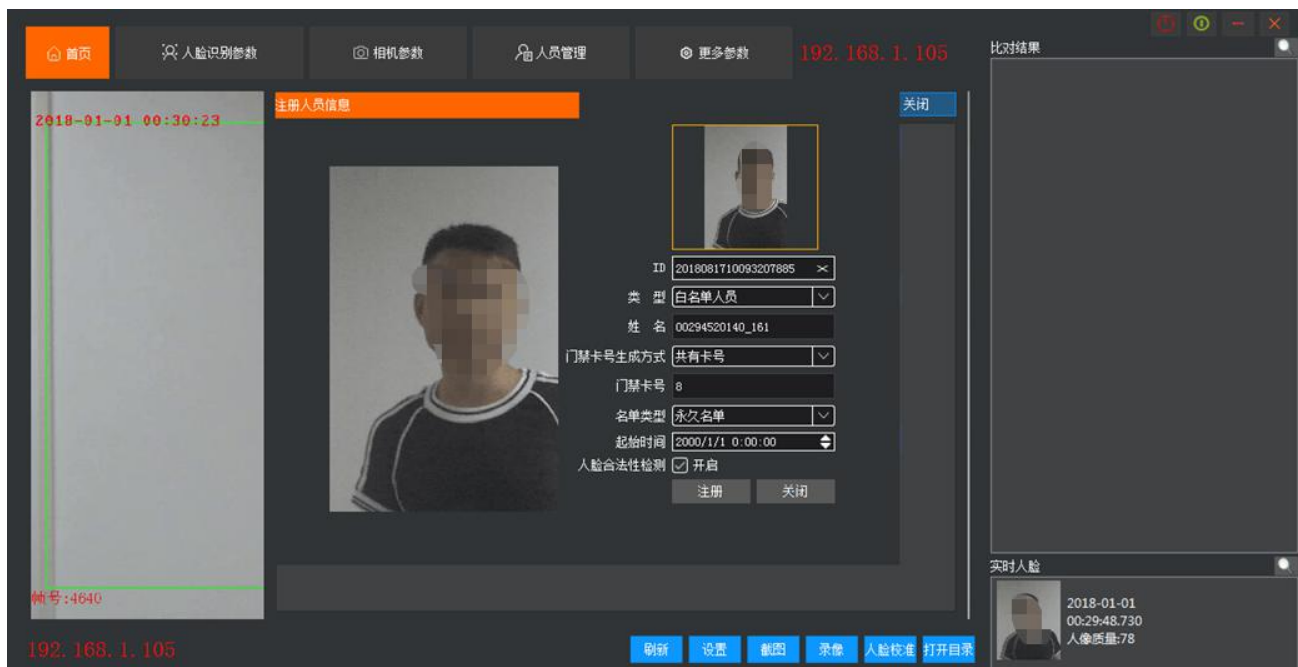 首页
人脸识别参数
相机参数
人员管理
更多参数
192.168.1.105
比对结果
2018-01-01 00:30:23
注册人员信息
关闭
ID 2018081710093207885
类 型 白名单人员
姓 名 00294520140_161
门禁卡号生成方式 共有卡号
门禁卡号 8
名单类型 永久名单
起始时间 2000/1/1 0:00:00
人脸合法性检测 开启
注册 关闭
帧号:4640
192.168.1.105
刷新 设置 截图 录像 人脸校准 打开目录
实时人脸
2018-01-01
00:29:48.730
人像质量:78